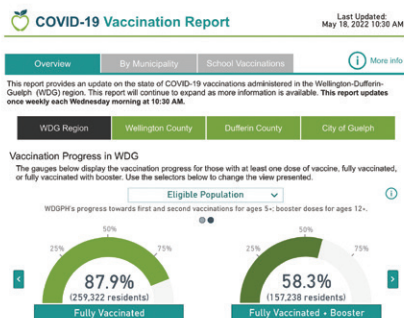 COVID-19 Vaccination Report
Last Updated:
May 18, 2022 10:30 AM
Overview
By Municipality
School Vaccinations
More info
This report provides an update on the state of COVID-19 vaccinations administered in the Wellington-Dufferin-
Guelph (WDG) region. This report will continue to expand as more information is available. This report updates
once weekly each Wednesday morning at 10:30 AM.
WDG Region
Wellington County
Dufferin County
City of Guelph
Vaccination Progress in WDG
The gauges below display the vaccination progress for those with at least one dose of vaccine, fully vaccinated,
or fully vaccinated with booster. Use the selectors below to change the view presented.
Eligible Population
WDGPH's progress towards first and second vaccinations for ages 5+; booster doses for ages 12+.
50%
25%
75%
87.9%
(259,322 residents)
Fully Vaccinated
50%
25%
75%
58.3%
(157,238 residents)
Fully Vaccinated + Booster